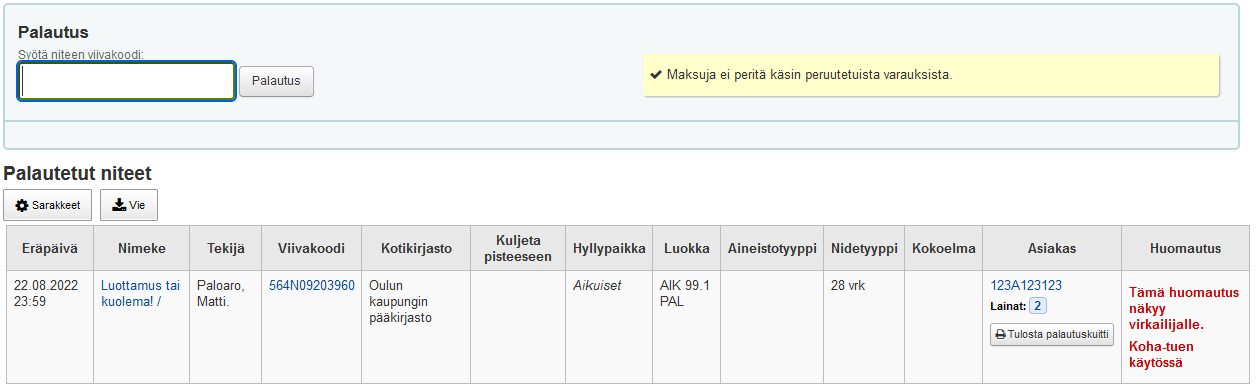 Palautus
Syötä niteen viivakoodi:
Palautus
Maksuja ei peritä käsin peruutetuista varauksista.
Palautetut niteet
Sarakkeet
Vie
Eräpäivä Nimeke Tekijä Viivakoodi Kotikirjasto Kuljeta pisteeseen Hyllypaikka Luokka Aineistotyyppi Nidetyyppi Kokoelma Asiakas Huomautus
22.08.2022
23:59
Luottamus tai
kuolema! /
Paloaro,
Matti.
564N09203960
Oulun
kaupungin
pääkirjasto
Aikuiset
AIK 99.1
PAL
28 vrk
123A123123
Lainat: 2
Tulosta palautuskuitti
Tämä huomautus
näkyy
virkailijalle.
Koha-tuen
käytössä